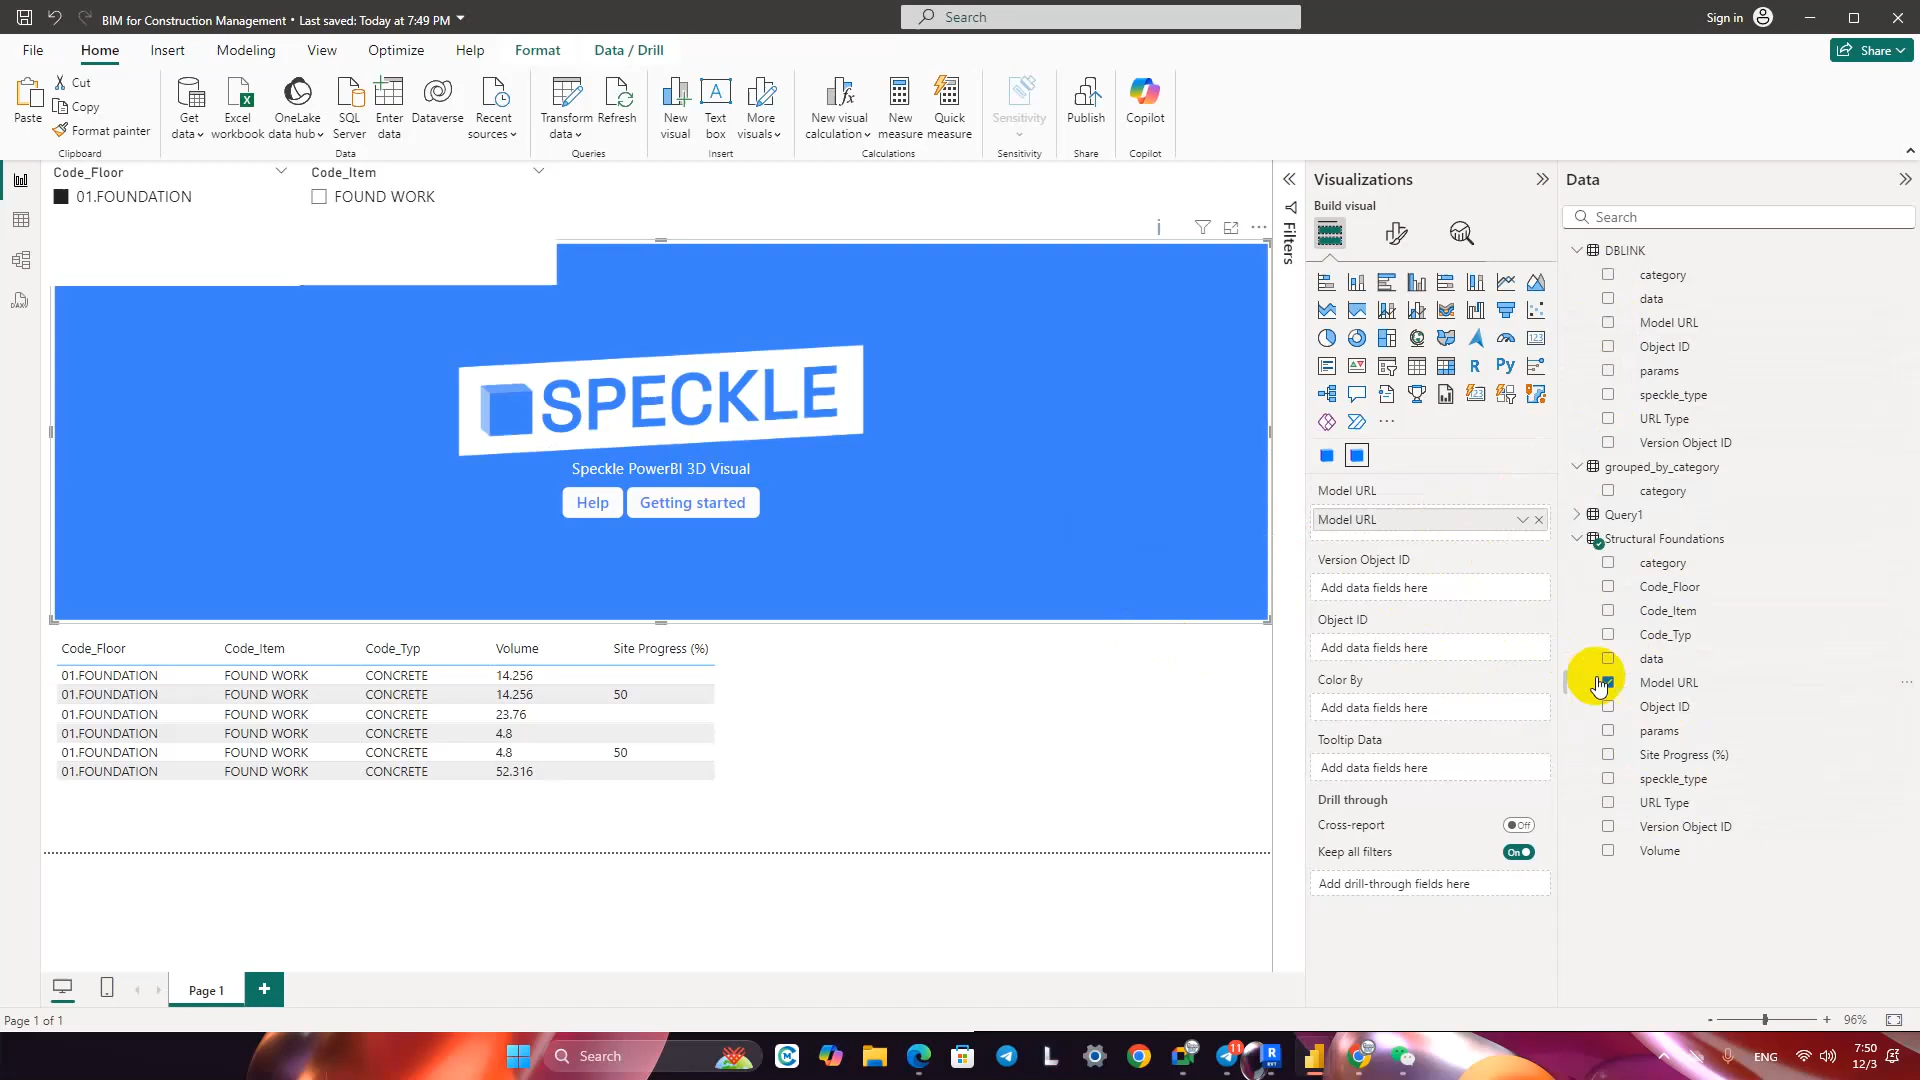 BIM for Construction Management • Last saved: Today at 7:49 PM
Search
Sign in
File Home Insert Modeling View Optimize Help Format Data / Drill
Share
Paste
Cut
Copy
Format painter
Clipboard
Get data
Excel workbook
OneLake data hub
SQL Server
Enter data
Dataverse
Recent sources
Data
Transform data
Refresh
Queries
New visual
Text box
More visuals
Insert
New visual calculation
New measure
Quick measure
Calculations
Sensitivity
Sensitivity
Publish
Share
Copilot
Copilot
Code_Floor
01.FOUNDATION
Code_Item
FOUND WORK
SPECKLE
Speckle PowerBI 3D Visual
Help
Getting started
Code_Floor Code_Item Code_Typ Volume Site Progress (%)
01.FOUNDATION FOUND WORK CONCRETE 14.256
01.FOUNDATION FOUND WORK CONCRETE 14.256 50
01.FOUNDATION FOUND WORK CONCRETE 23.76
01.FOUNDATION FOUND WORK CONCRETE 4.8
01.FOUNDATION FOUND WORK CONCRETE 4.8 50
01.FOUNDATION FOUND WORK CONCRETE 52.316
Filters
Visualizations
Build visual
Model URL
Model URL
Version Object ID
Add data fields here
Object ID
Add data fields here
Color By
Add data fields here
Tooltip Data
Add data fields here
Drill through
Cross-report
Off
Keep all filters
On
Add drill-through fields here
Data
Search
DBLINK
category
data
Model URL
Object ID
params
speckle_type
URL Type
Version Object ID
grouped_by_category
category
Query1
Structural Foundations
category
Code_Floor
Code_Item
Code_Typ
data
Model URL
Object ID
params
Site Progress (%)
speckle_type
URL Type
Version Object ID
Volume
Page 1
Page 1 of 1
96%
Search
11
ENG
7:50
12/3